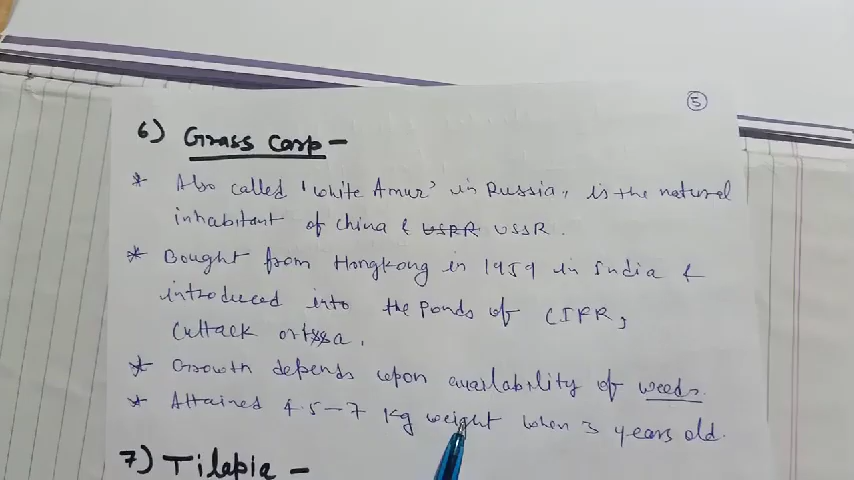 5
6) Grass Carp -
* Also called 'White Amur' in Russia, is the natural
inhabitant of China & USRR USSR.
* Bought from Hongkong in 1959 in India &
introduced into the Ponds of CIFR,
Cuttack orissa.
* Growth depends upon availability of weeds.
* Attained 4.5-7 Kg weight when 3 years old.
7) Tilapia -